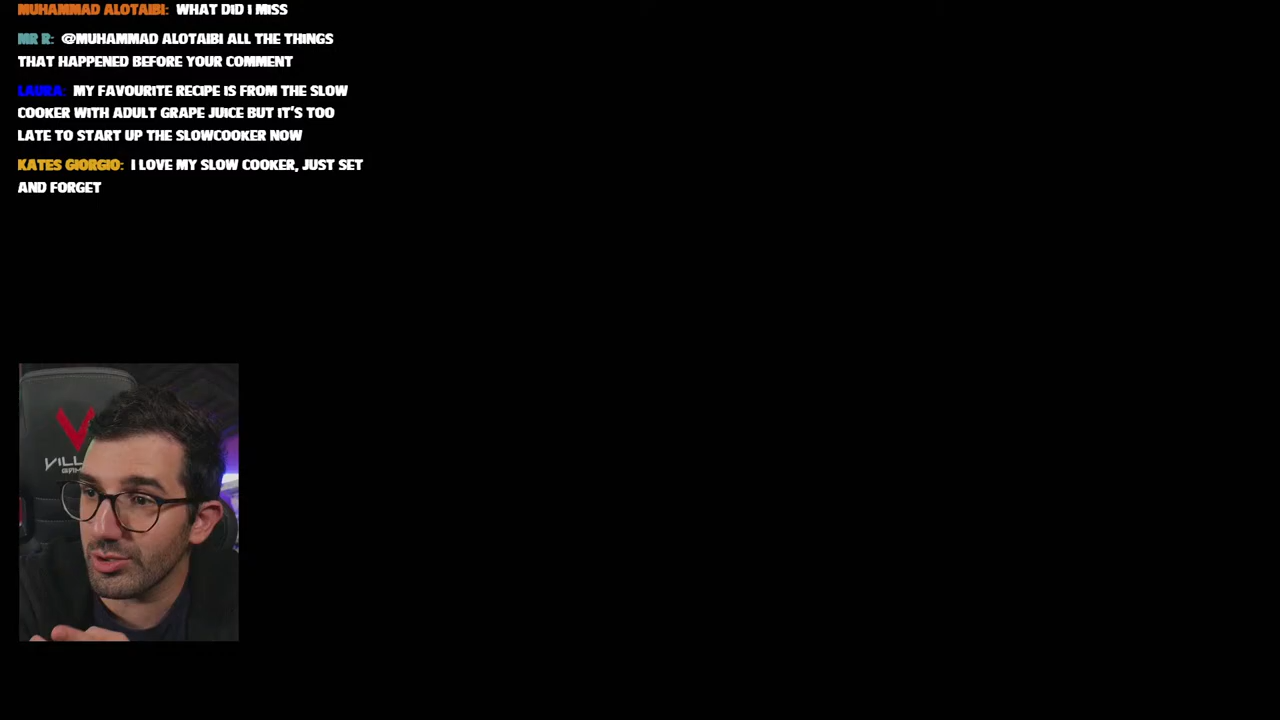 MUHAMMAD ALOTAIBI: WHAT DID I MISS
MR R: @MUHAMMAD ALOTAIBI ALL THE THINGS
THAT HAPPENED BEFORE YOUR COMMENT
LAURA: MY FAVOURITE RECIPE IS FROM THE SLOW
COOKER WITH ADULT GRAPE JUICE BUT IT'S TOO
LATE TO START UP THE SLOWCOOKER NOW
KATES GIORGIO: I LOVE MY SLOW COOKER, JUST SET
AND FORGET